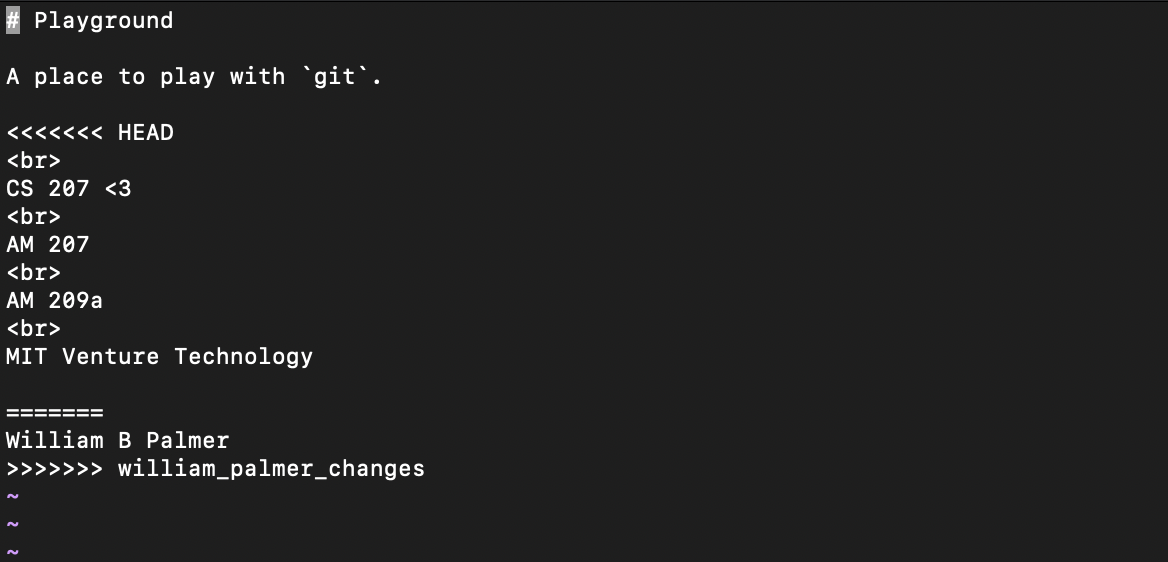 # Playground
A place to play with `git`.
<<<<<<< HEAD
<br>
CS 207 <3
<br>
AM 207
<br>
AM 209a
<br>
MIT Venture Technology
=======
William B Palmer
>>>>>>> william_palmer_changes
~
~
~